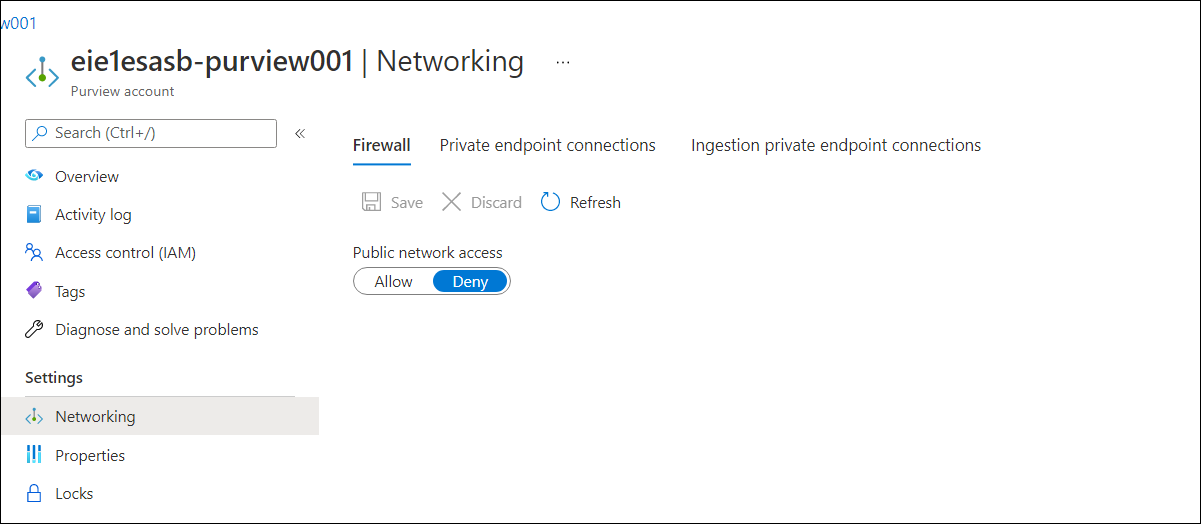 w001
eie1esasb-purview001 | Networking ...
Purview account
Search (Ctrl+/) «
Overview
Activity log
Access control (IAM)
Tags
Diagnose and solve problems
Settings
Networking
Properties
Locks
Firewall Private endpoint connections Ingestion private endpoint connections
Save Discard Refresh
Public network access
Allow Deny